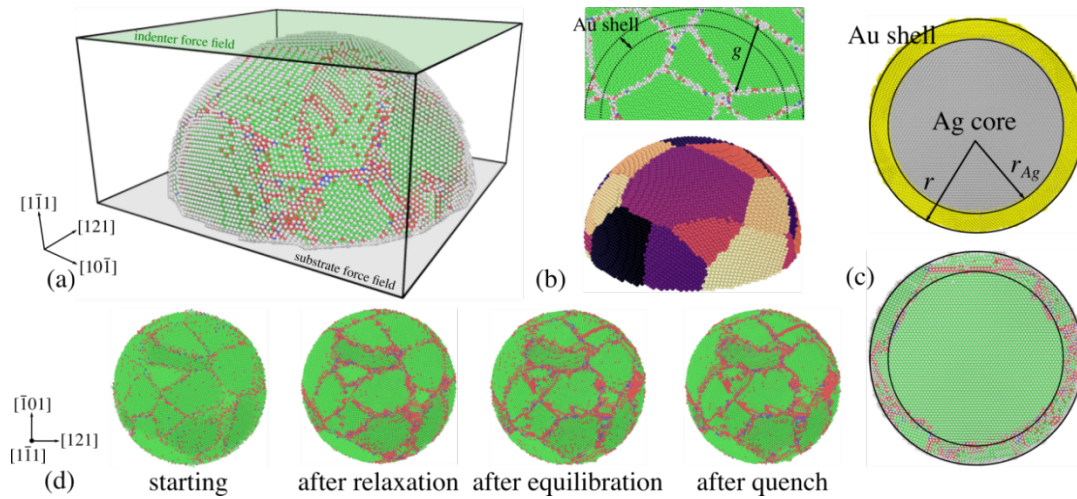 (a)
indenter force field
substrate force field
[11̅1]
[121]
[101̅]
(b)
Au shell
g
Au shell
Ag core
r
r_Ag
(c)
[1̅01]
[121]
[11̅1]
(d)
starting
after relaxation
after equilibration
after quench